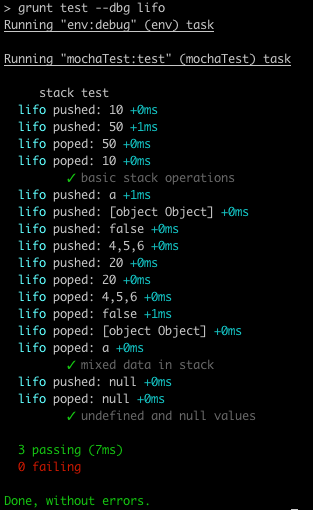 > grunt test --dbg lifo
Running "env:debug" (env) task
Running "mochaTest:test" (mochaTest) task
stack test
lifo pushed: 10 +0ms
lifo pushed: 50 +1ms
lifo poped: 50 +0ms
lifo poped: 10 +0ms
✓ basic stack operations
lifo pushed: a +1ms
lifo pushed: [object Object] +0ms
lifo pushed: false +0ms
lifo pushed: 4,5,6 +0ms
lifo pushed: 20 +0ms
lifo poped: 20 +0ms
lifo poped: 4,5,6 +0ms
lifo poped: false +1ms
lifo poped: [object Object] +0ms
lifo poped: a +0ms
✓ mixed data in stack
lifo pushed: null +0ms
lifo poped: null +0ms
✓ undefined and null values
3 passing (7ms)
0 failing
Done, without errors.